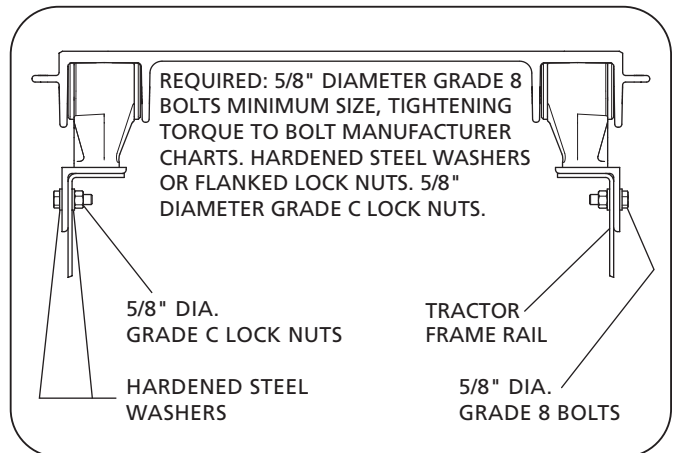 REQUIRED: 5/8" DIAMETER GRADE 8
BOLTS MINIMUM SIZE, TIGHTENING
TORQUE TO BOLT MANUFACTURER
CHARTS. HARDENED STEEL WASHERS
OR FLANKED LOCK NUTS. 5/8"
DIAMETER GRADE C LOCK NUTS.
5/8" DIA.
GRADE C LOCK NUTS
TRACTOR
FRAME RAIL
HARDENED STEEL
WASHERS
5/8" DIA.
GRADE 8 BOLTS